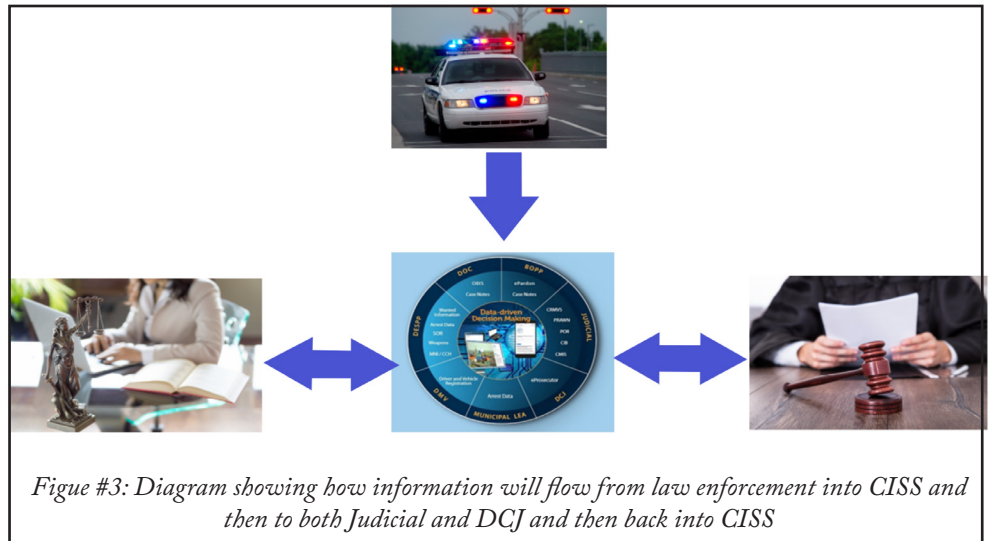 DOC
BOPP
OBIS
Case Notes
ePardon
Case Notes
DESPP
Wanted
Information
Arrest Data
SOR
Weapons
Data-driven
Decision Making
CRMVS
PRAWN
POR
CIB
CMIS
JUDICIAL
Driver and Vehicle
Registration
Arrest Data
eProsecutor
DMV
MUNICIPAL LEA
DCJ
Figue #3: Diagram showing how information will flow from law enforcement into CISS and
then to both Judicial and DCJ and then back into CISS